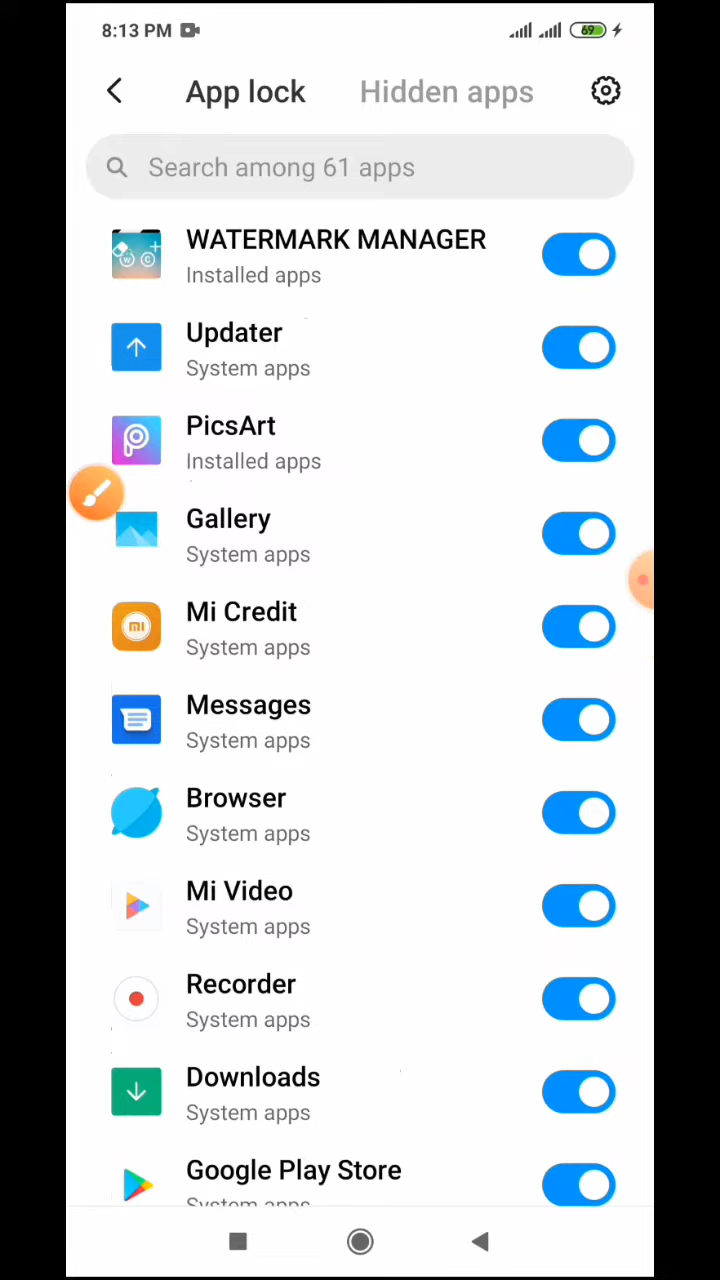 8:13 PM
69
App lock
Hidden apps
Search among 61 apps
WATERMARK MANAGER
Installed apps
Updater
System apps
PicsArt
Installed apps
Gallery
System apps
Mi Credit
System apps
Messages
System apps
Browser
System apps
Mi Video
System apps
Recorder
System apps
Downloads
System apps
Google Play Store
System apps